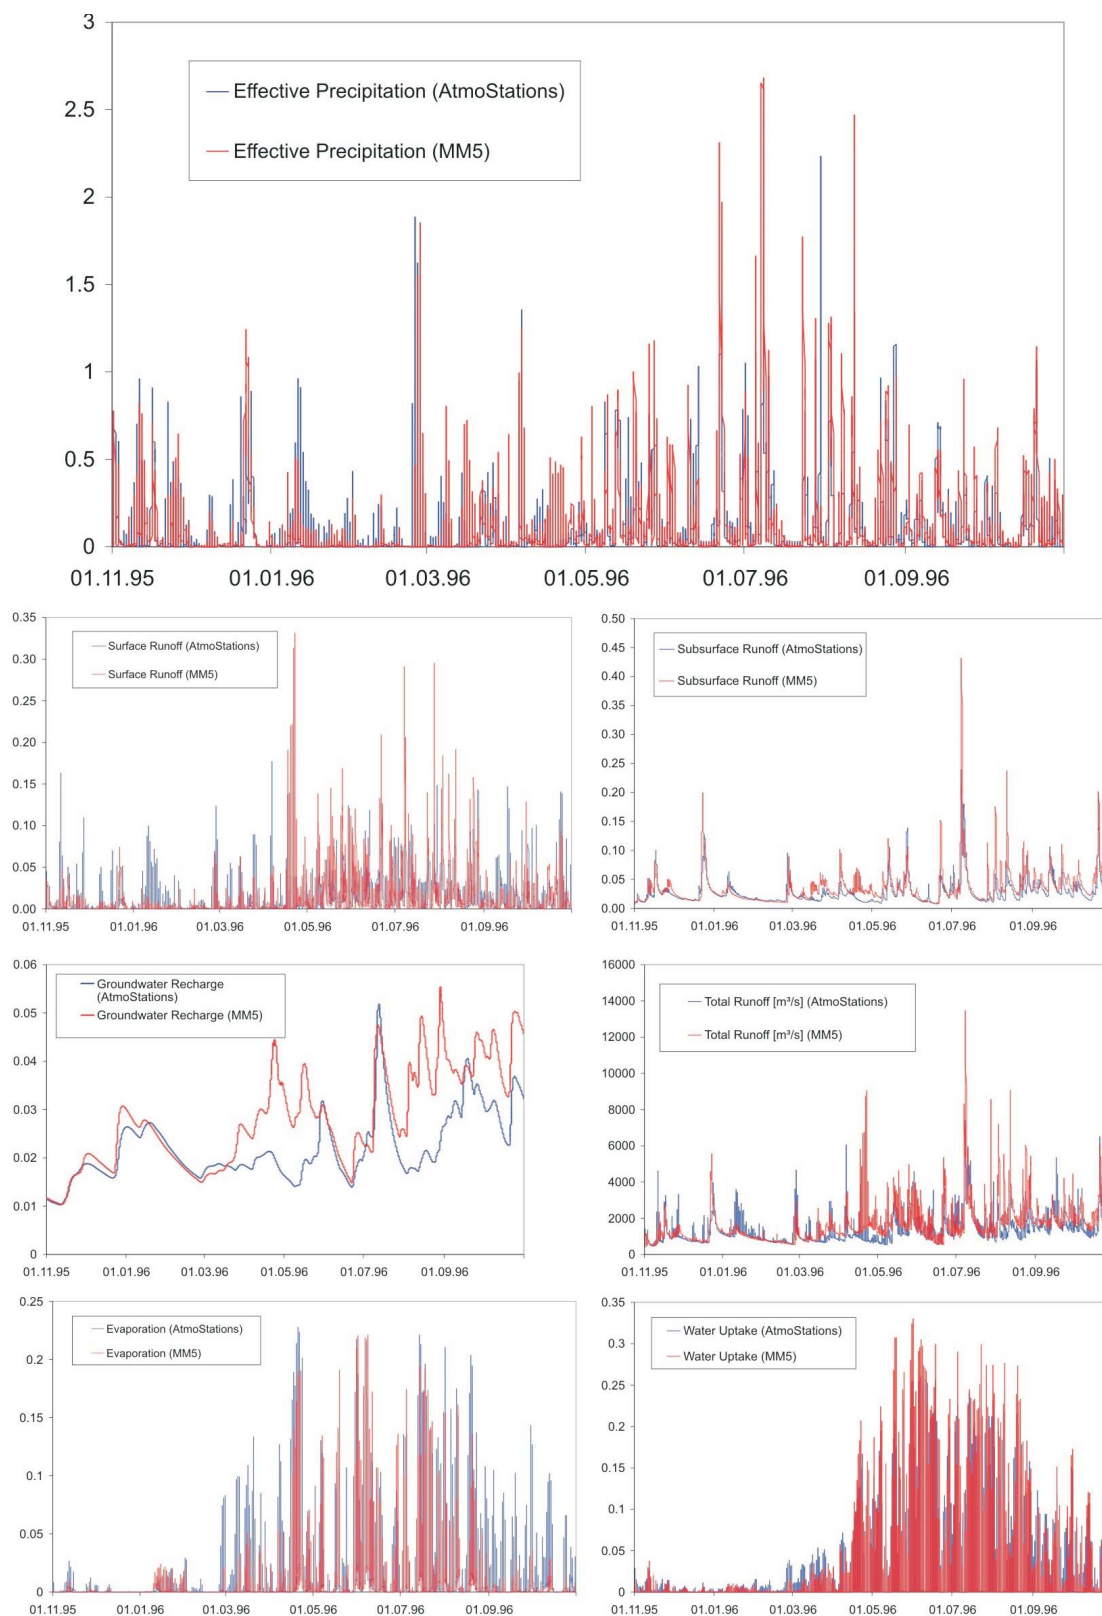 3
2.5
2
1.5
1
0.5
0
Effective Precipitation (AtmoStations)
Effective Precipitation (MM5)
01.11.95 01.01.96 01.03.96 01.05.96 01.07.96 01.09.96
0.35
0.30
0.25
0.20
0.15
0.10
0.05
0.00
Surface Runoff (AtmoStations)
Surface Runoff (MM5)
01.11.95 01.01.96 01.03.96 01.05.96 01.07.96 01.09.96
0.50
0.45
0.40
0.35
0.30
0.25
0.20
0.15
0.10
0.05
0.00
Subsurface Runoff (AtmoStations)
Subsurface Runoff (MM5)
01.11.95 01.01.96 01.03.96 01.05.96 01.07.96 01.09.96
0.06
0.05
0.04
0.03
0.02
0.01
0
Groundwater Recharge
(AtmoStations)
Groundwater Recharge (MM5)
01.11.95 01.01.96 01.03.96 01.05.96 01.07.96 01.09.96
16000
14000
12000
10000
8000
6000
4000
2000
0
Total Runoff [m³/s] (AtmoStations)
Total Runoff [m³/s] (MM5)
01.11.95 01.01.96 01.03.96 01.05.96 01.07.96 01.09.96
0.25
0.2
0.15
0.1
0.05
0
Evaporation (AtmoStations)
Evaporation (MM5)
01.11.95 01.01.96 01.03.96 01.05.96 01.07.96 01.09.96
0.35
0.3
0.25
0.2
0.15
0.1
0.05
0
Water Uptake (AtmoStations)
Water Uptake (MM5)
01.11.95 01.01.96 01.03.96 01.05.96 01.07.96 01.09.96